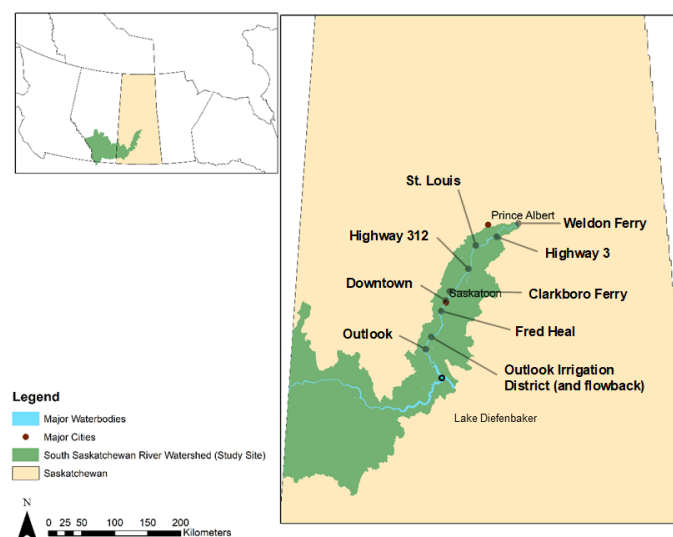 St. Louis
Prince Albert
Weldon Ferry
Highway 312
Highway 3
Downtown
Saskatoon
Clarkboro Ferry
Fred Heal
Outlook
Outlook Irrigation
District (and flowback)
Lake Diefenbaker
Legend
Major Waterbodies
Major Cities
South Saskatchewan River Watershed (Study Site)
Saskatchewan
N
0 25 50 100 150 200
Kilometers